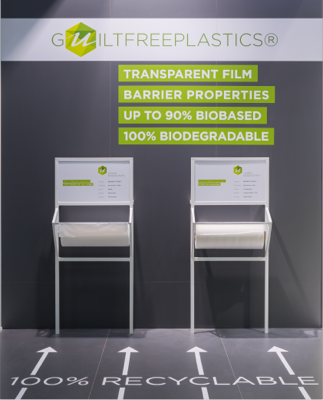 GUILTFREEPLASTICS®
TRANSPARENT FILM
BARRIER PROPERTIES
UP TO 90% BIOBASED
100% BIODEGRADABLE
100% RECYCLABLE